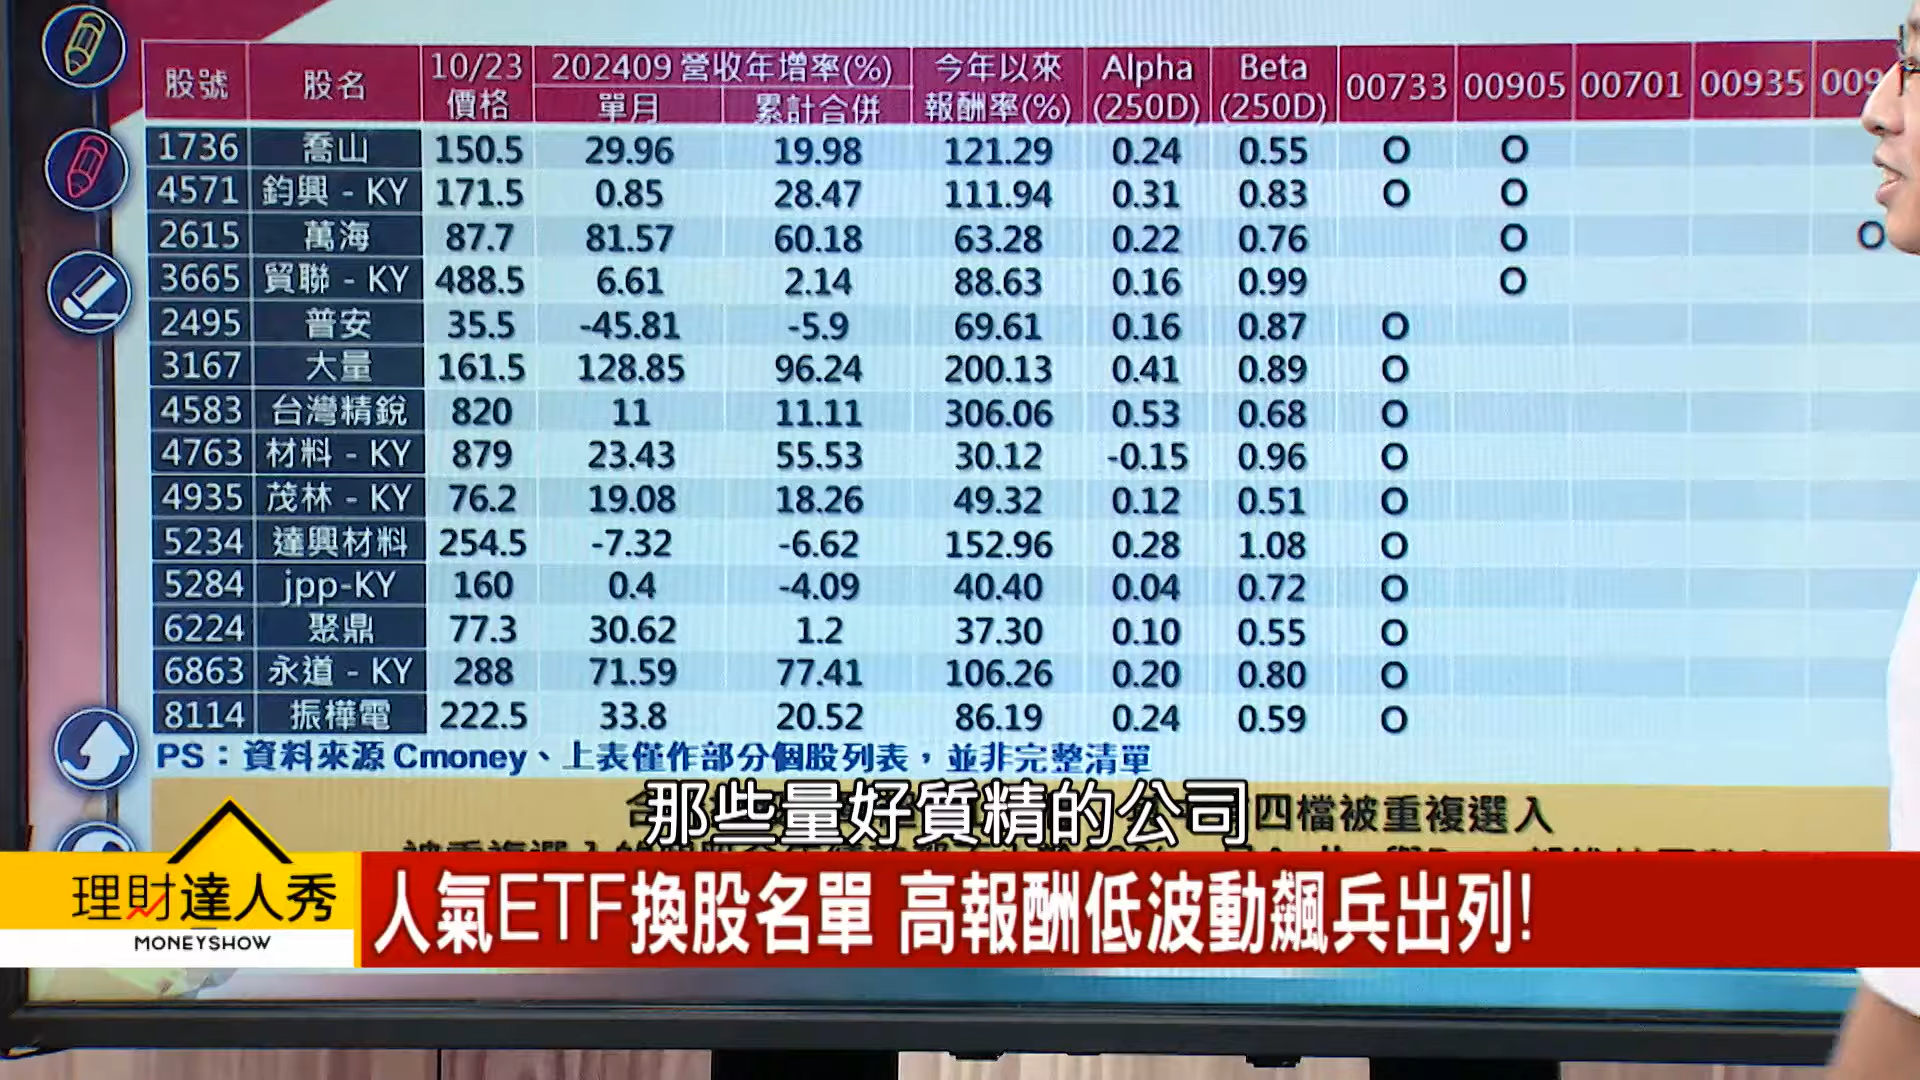 股號 股名 10/23 價格 202409 營收年增率(%) 單月 累計合併 今年以來 報酬率(%) Alpha (250D) Beta (250D) 00733 00905 00701 00935 009
1736 喬山 150.5 29.96 19.98 121.29 0.24 0.55 O O
4571 鈞興-KY 171.5 0.85 28.47 111.94 0.31 0.83 O O
2615 萬海 87.7 81.57 60.18 63.28 0.22 0.76 O O
3665 貿聯-KY 488.5 6.61 2.14 88.63 0.16 0.99 O
2495 普安 35.5 -45.81 -5.9 69.61 0.16 0.87 O
3167 大量 161.5 128.85 96.24 200.13 0.41 0.89 O
4583 台灣精銳 820 11 11.11 306.06 0.53 0.68 O
4763 材料-KY 879 23.43 55.53 30.12 -0.15 0.96 O
4935 茂林-KY 76.2 19.08 18.26 49.32 0.12 0.51 O
5234 達興材料 254.5 -7.32 -6.62 152.96 0.28 1.08 O
5284 jpp-KY 160 0.4 -4.09 40.40 0.04 0.72 O
6224 聚鼎 77.3 30.62 1.2 37.30 0.10 0.55 O
6863 永道-KY 288 71.59 77.41 106.26 0.20 0.80 O
8114 振樺電 222.5 33.8 20.52 86.19 0.24 0.59 O
PS：資料來源Cmoney、上表僅作部分個股列表，並非完整清單
四檔被重複選入
那些量好質精的公司
理財達人秀
MONEYSHOW
人氣ETF換股名單 高報酬低波動飆兵出列!